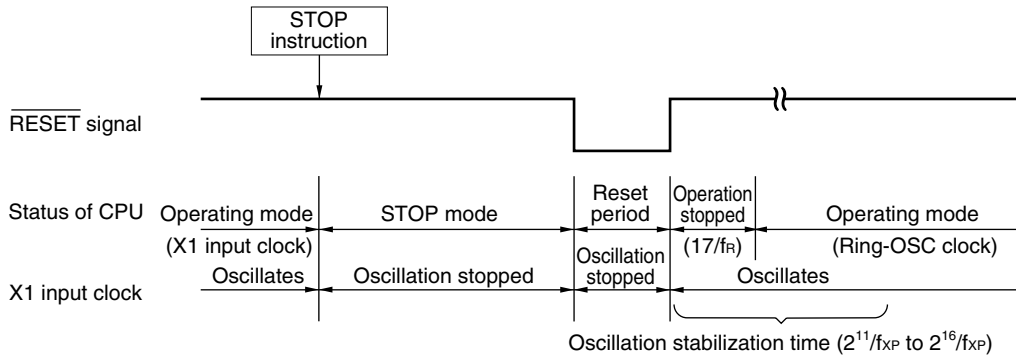 STOP
instruction
RESET signal
Status of CPU
Operating mode
(X1 input clock)
STOP mode
Reset
period
Operation
stopped
(17/fR)
Operating mode
(Ring-OSC clock)
X1 input clock
Oscillates
Oscillation stopped
Oscillation
stopped
Oscillates
Oscillation stabilization time (2¹¹/fXP to 2¹⁶/fXP)